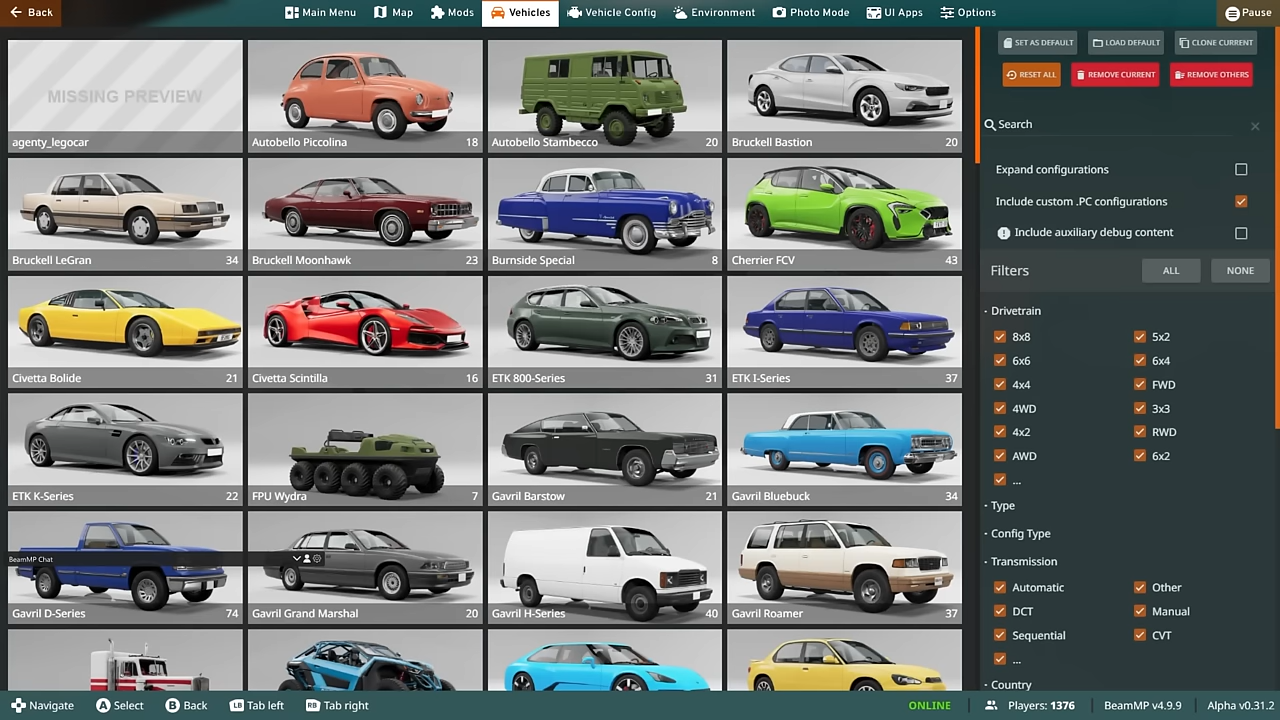 Back
Main Menu
Map
Mods
Vehicles
Vehicle Config
Environment
Photo Mode
UI Apps
Options
Pause
MISSING PREVIEW
agenty_legocar
Autobello Piccolina 18
Autobello Stambecco 20
Bruckell Bastion 20
Bruckell LeGran 34
Bruckell Moonhawk 23
Burnside Special 8
Cherrier FCV 43
Civetta Bolide 21
Civetta Scintilla 16
ETK 800-Series 31
ETK I-Series 37
ETK K-Series 22
FPU Wydra 7
Gavril Barstow 21
Gavril Bluebuck 34
BeamMP Chat
Gavril D-Series 74
Gavril Grand Marshal 20
Gavril H-Series 40
Gavril Roamer 37
SET AS DEFAULT
LOAD DEFAULT
CLONE CURRENT
RESET ALL
REMOVE CURRENT
REMOVE OTHERS
Search
Expand configurations
Include custom .PC configurations
Include auxiliary debug content
Filters
ALL
NONE
- Drivetrain
8x8
5x2
6x6
6x4
4x4
FWD
4WD
3x3
4x2
RWD
AWD
6x2
...
- Type
- Config Type
- Transmission
Automatic
Other
DCT
Manual
Sequential
CVT
...
- Country
Navigate
A Select
B Back
LB Tab left
RB Tab right
ONLINE
Players: 1376
BeamMP v4.9.9
Alpha v0.31.2